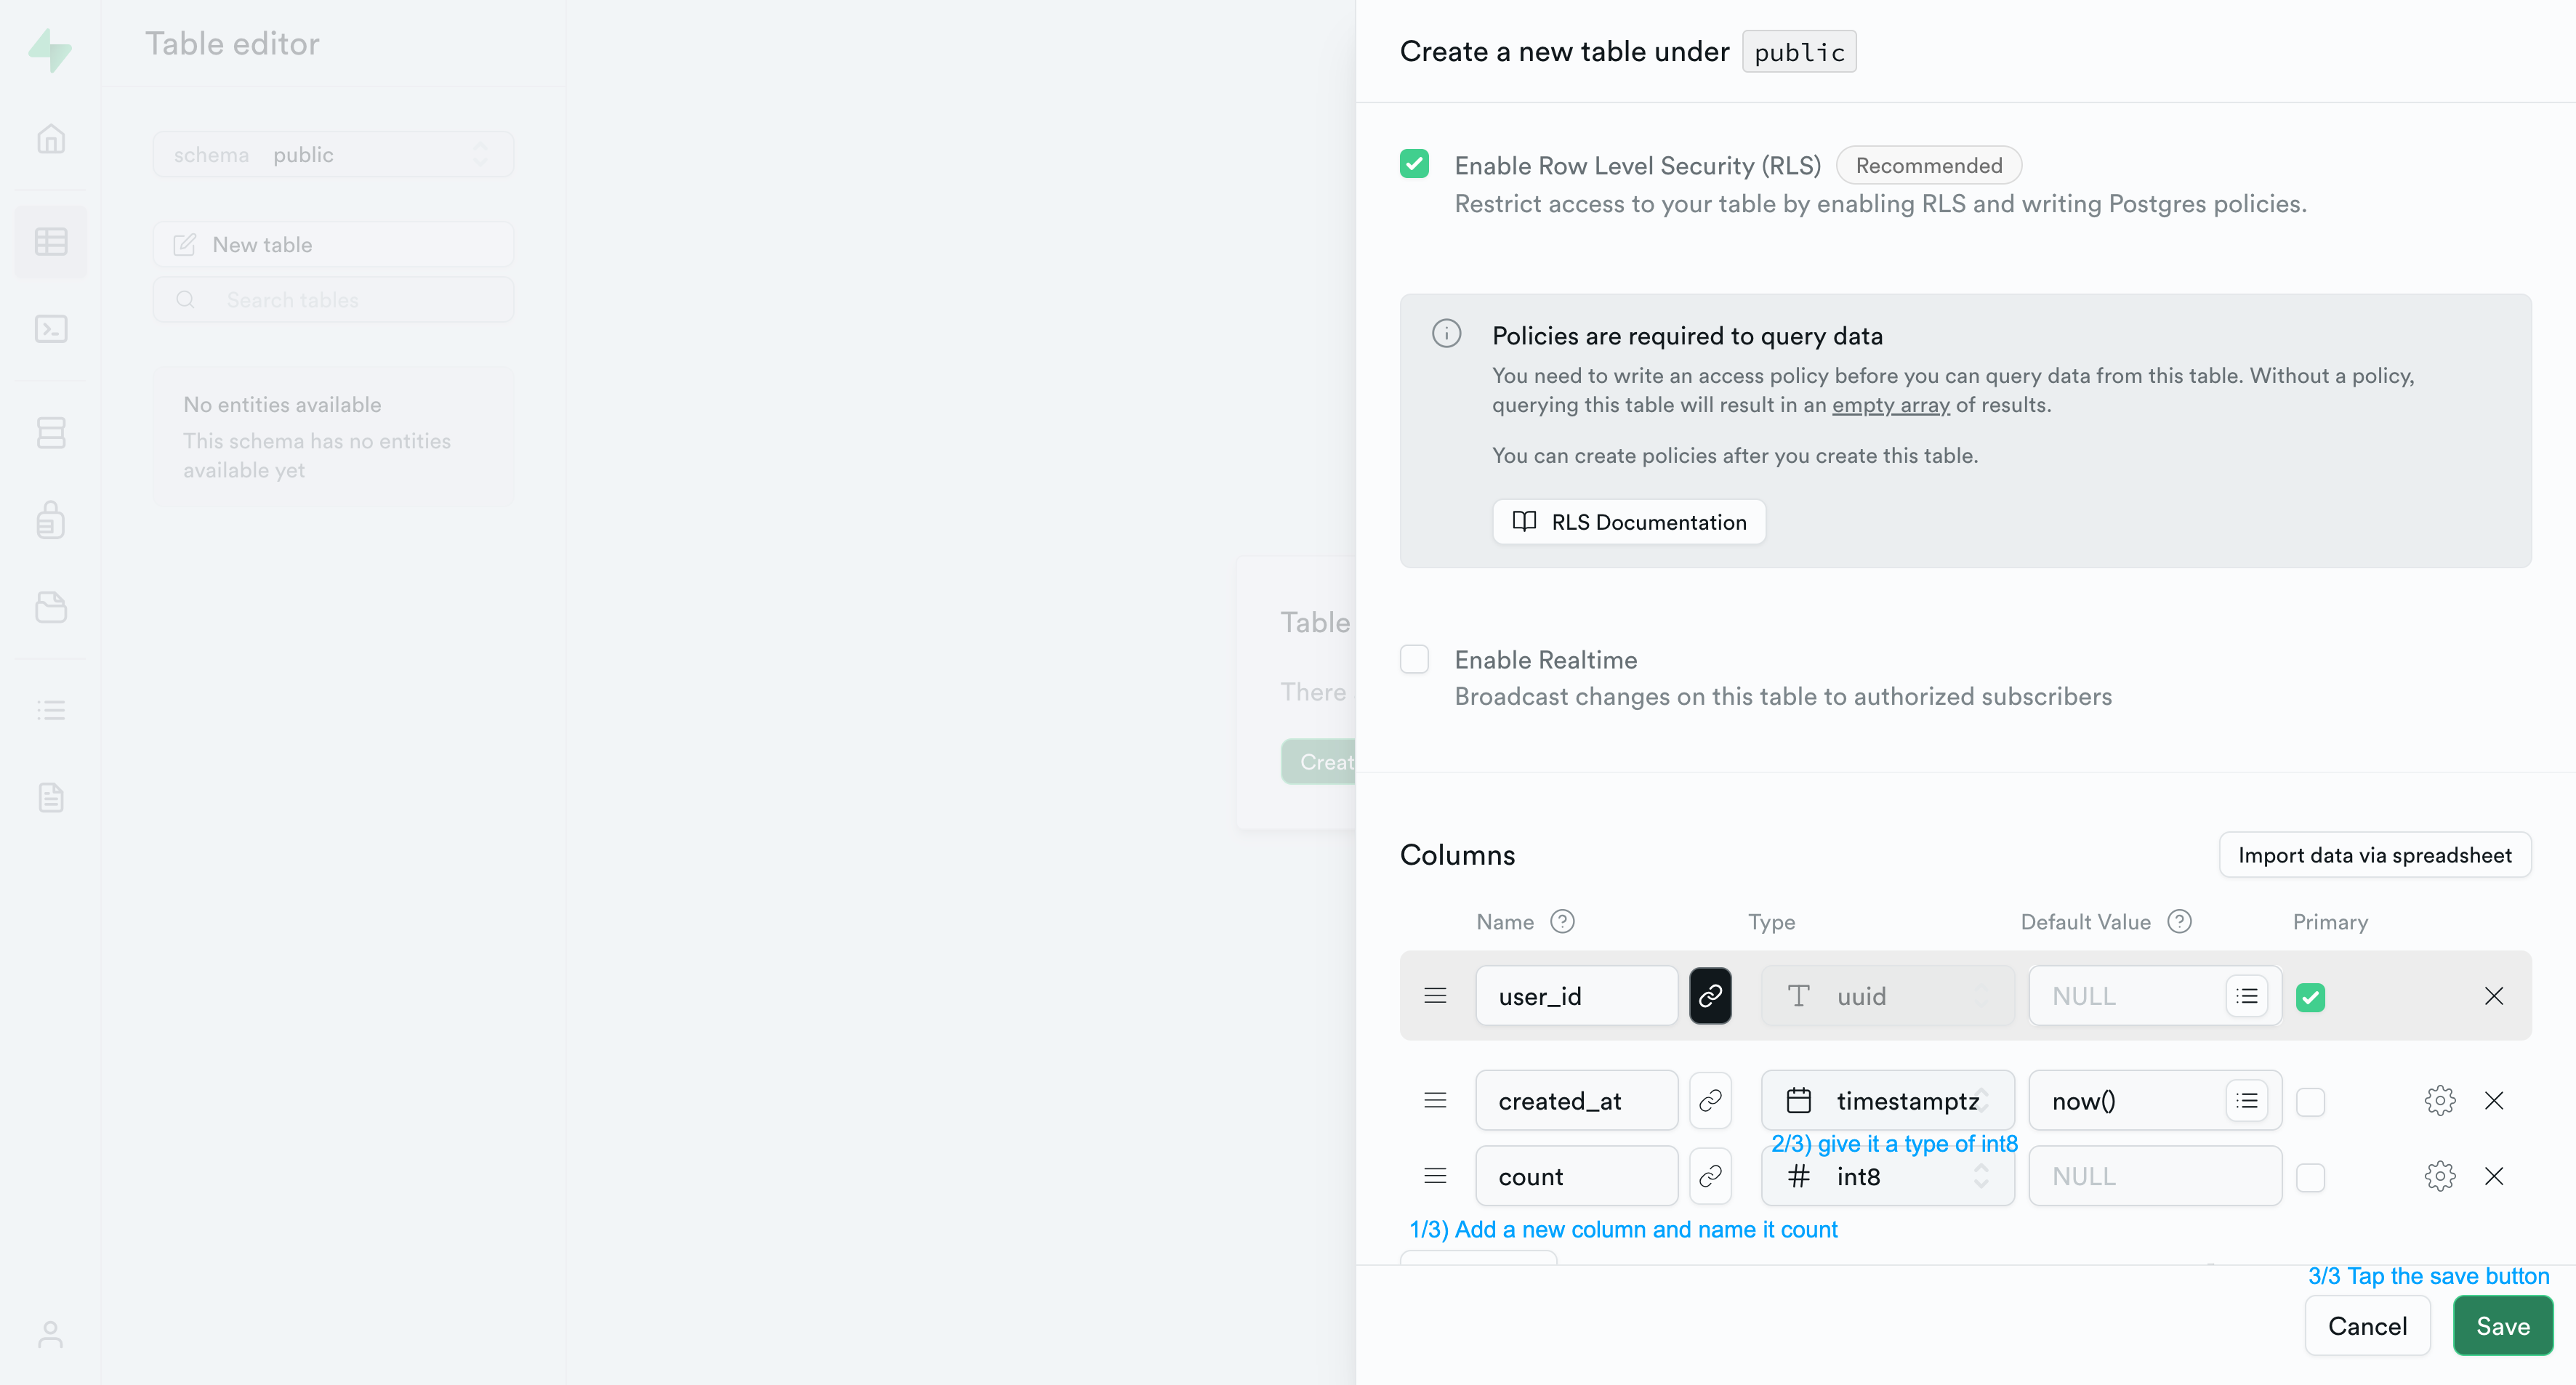 Table editor
schema public
New table
Search tables
No entities available
This schema has no entities
available yet
Table
There
Creat
Create a new table under public
Enable Row Level Security (RLS) Recommended
Restrict access to your table by enabling RLS and writing Postgres policies.
Policies are required to query data
You need to write an access policy before you can query data from this table. Without a policy,
querying this table will result in an empty array of results.
You can create policies after you create this table.
RLS Documentation
Enable Realtime
Broadcast changes on this table to authorized subscribers
Columns
Import data via spreadsheet
Name Type Default Value Primary
user_id uuid NULL
created_at timestamptz now()
2/3) give it a type of int8
count int8 NULL
1/3) Add a new column and name it count
3/3 Tap the save button
Cancel Save